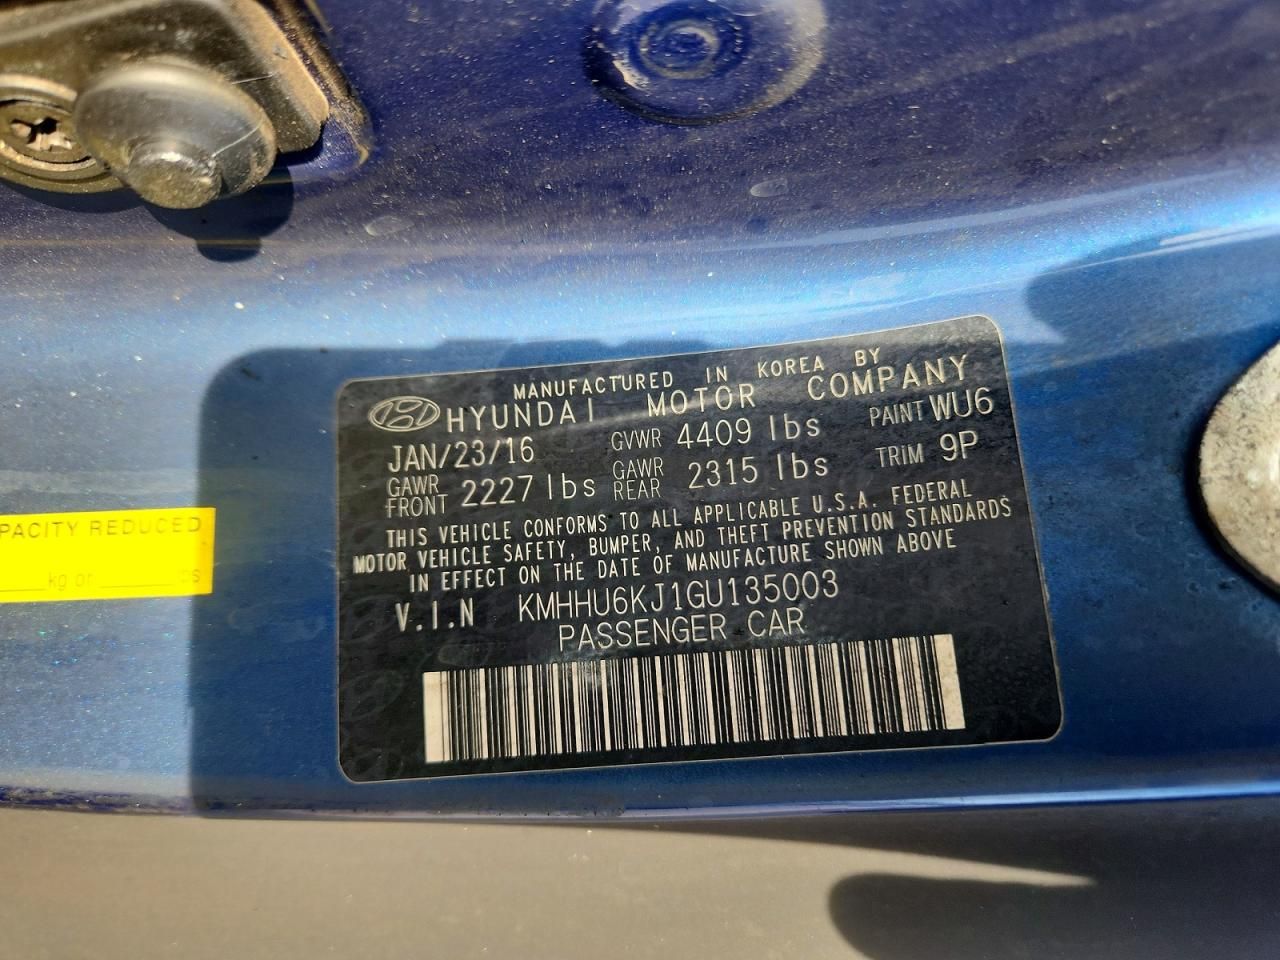 MANUFACTURED IN KOREA BY
HYUNDAI MOTOR COMPANY
JAN/23/16 GVWR 4409 lbs PAINT WU6
GAWR FRONT 2227 lbs GAWR REAR 2315 lbs TRIM 9P
THIS VEHICLE CONFORMS TO ALL APPLICABLE U.S.A. FEDERAL
MOTOR VEHICLE SAFETY, BUMPER, AND THEFT PREVENTION STANDARDS
IN EFFECT ON THE DATE OF MANUFACTURE SHOWN ABOVE
V.I.N KMHHU6KJ1GU135003
PASSENGER CAR
PACITY REDUCED
kg or